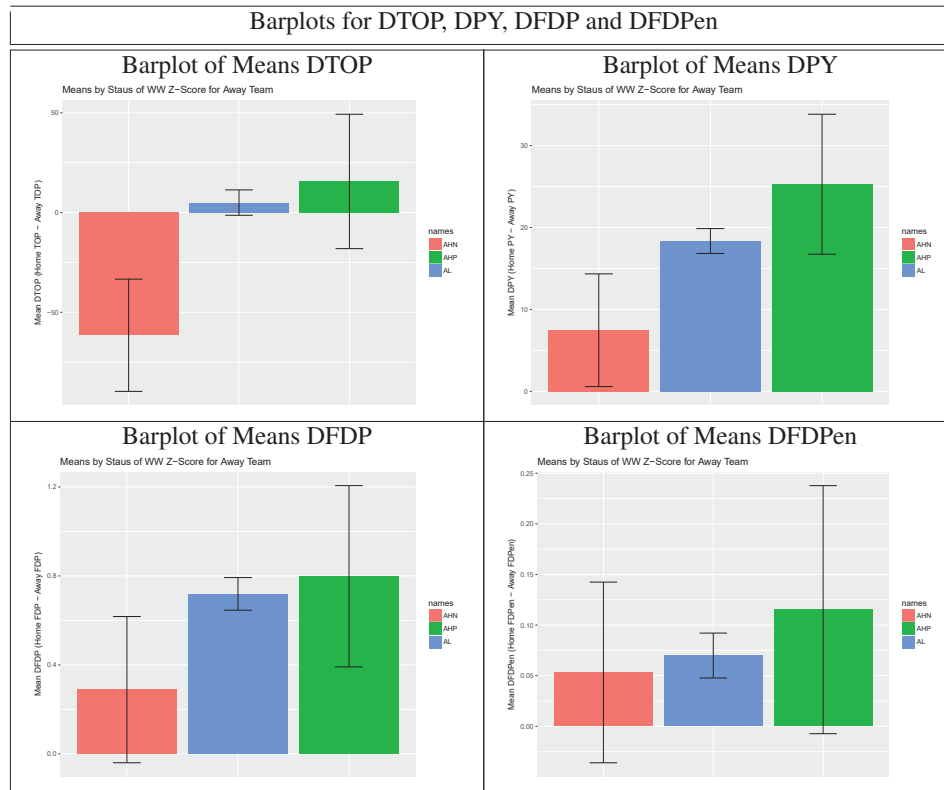 Barplots for DTOP, DPY, DFDP and DFDPen
Barplot of Means DTOP
Means by Staus of WW Z−Score for Away Team
50
0
−50
Mean DTOP (Home TOP − Away TOP)
names
AHN
AHP
AL
Barplot of Means DPY
Means by Staus of WW Z−Score for Away Team
30
20
10
0
Mean DPY (Home PY − Away PY)
names
AHN
AHP
AL
Barplot of Means DFDP
Means by Staus of WW Z−Score for Away Team
1.2
0.8
0.4
0.0
Mean DFDP (Home FDP − Away FDP)
names
AHN
AHP
AL
Barplot of Means DFDPen
Means by Staus of WW Z−Score for Away Team
0.25
0.20
0.15
0.10
0.05
0.00
Mean DFDPen (Home FDPen − Away FDPen)
names
AHN
AHP
AL